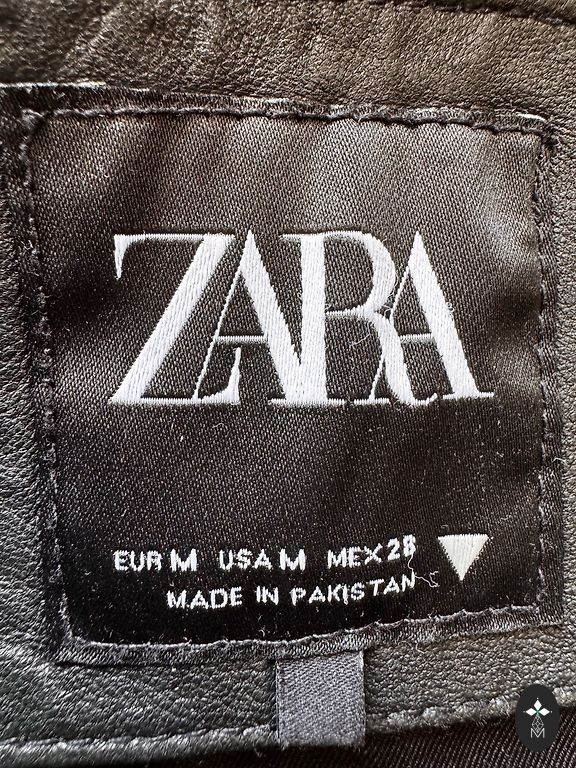 ZARA
EUR M USA M MEX 28
MADE IN PAKISTAN
M